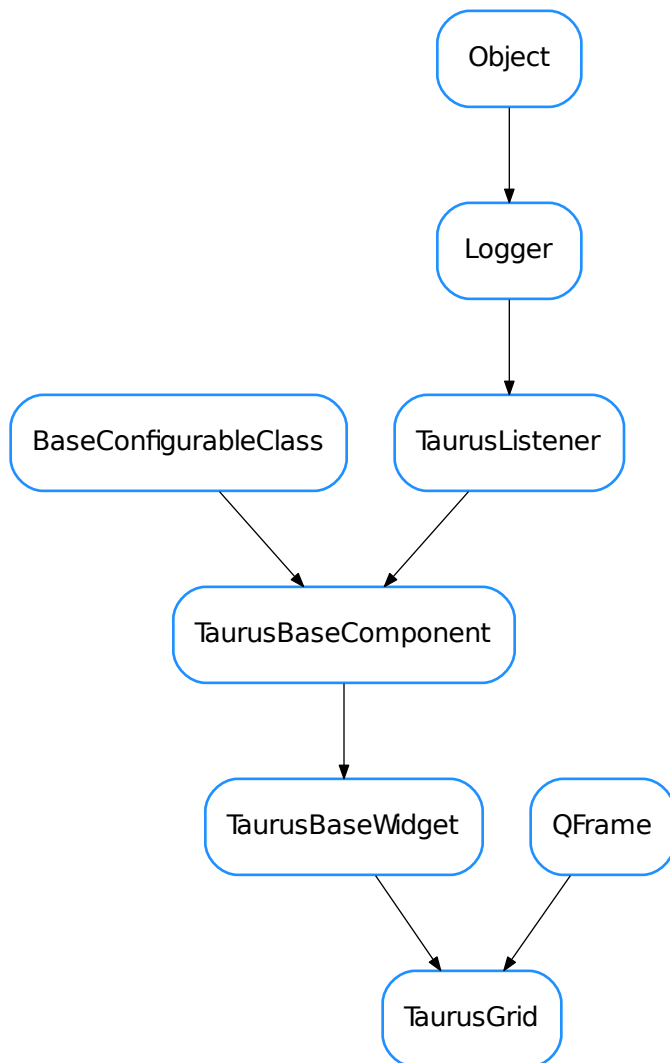 Object
Logger
BaseConfigurableClass
TaurusListener
TaurusBaseComponent
TaurusBaseWidget
QFrame
TaurusGrid